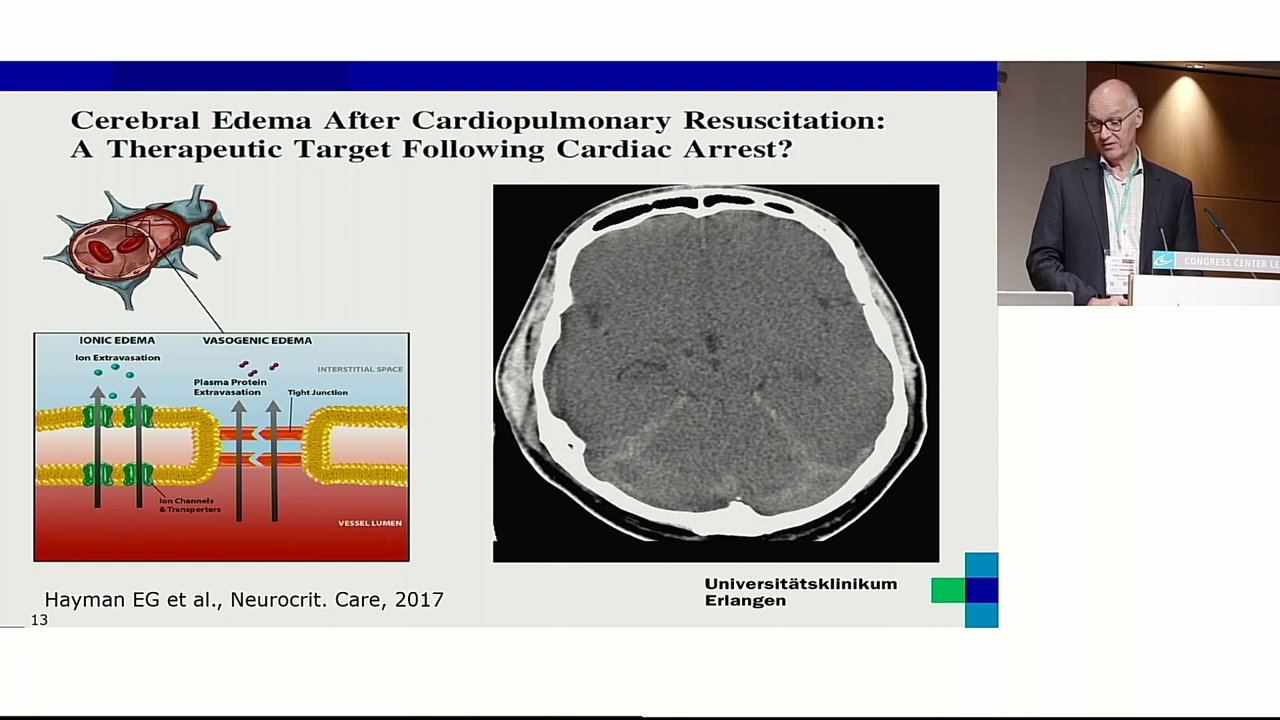 Cerebral Edema After Cardiopulmonary Resuscitation:
A Therapeutic Target Following Cardiac Arrest?
IONIC EDEMA
VASOGENIC EDEMA
Ion Extravasation
INTERSTITIAL SPACE
Plasma Protein
Extravasation
Tight Junction
Ion Channels
& Transporters
VESSEL LUMEN
Hayman EG et al., Neurocrit. Care, 2017
13
Universitätsklinikum
Erlangen
CONGRESS CENTER LE